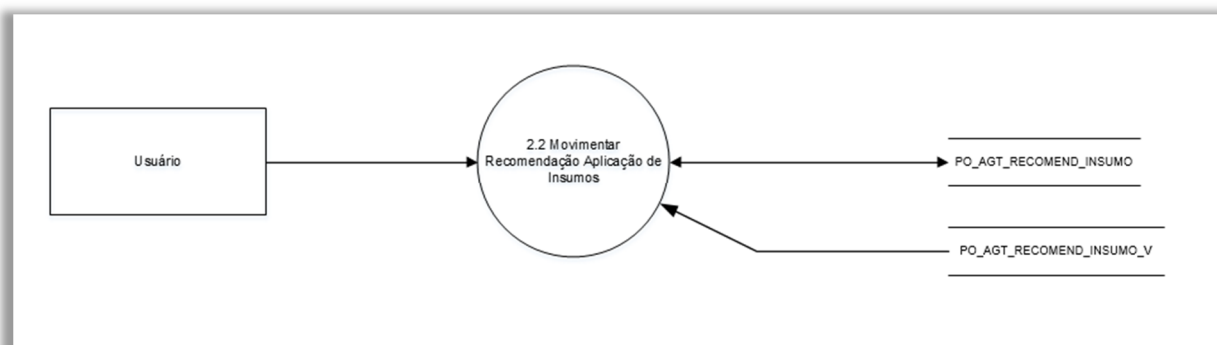 Usuário
2.2 Movimentar
Recomendação Aplicação de
Insumos
PO_AGT_RECOMEND_INSUMO
PO_AGT_RECOMEND_INSUMO_V